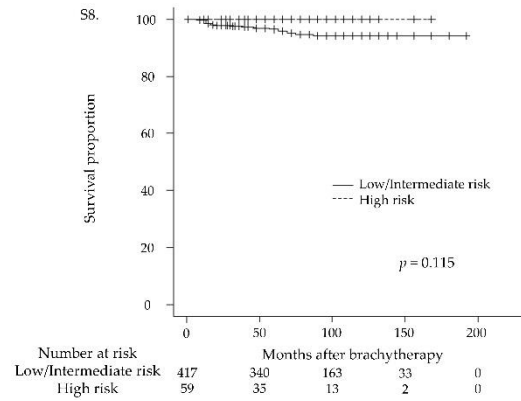 S8.
100
80
60
40
20
0
Survival proportion
Low/Intermediate risk
High risk
p = 0.115
0 50 100 150 200
Number at risk Months after brachytherapy
Low/Intermediate risk 417 340 163 33 0
High risk 59 35 13 2 0